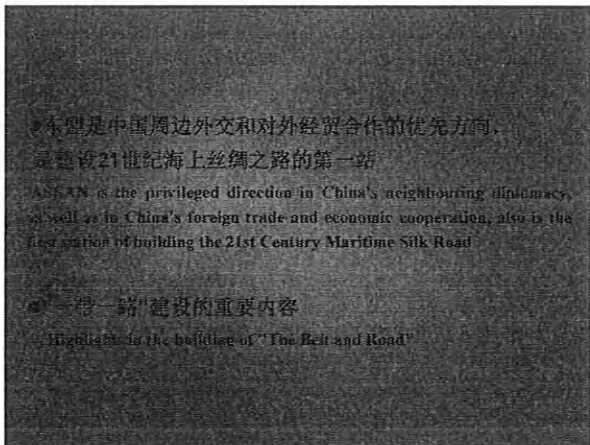 ●东盟是中国周边外交和对外经贸合作的优先方向，
是建设21世纪海上丝绸之路的第一站
ASEAN is the privileged direction in China's neighbouring diplomacy,
as well as in China's foreign trade and economic cooperation, also is the
first station of building the 21st Century Maritime Silk Road
●"一带一路"建设的重要内容
Highlights in the building of "The Belt and Road"